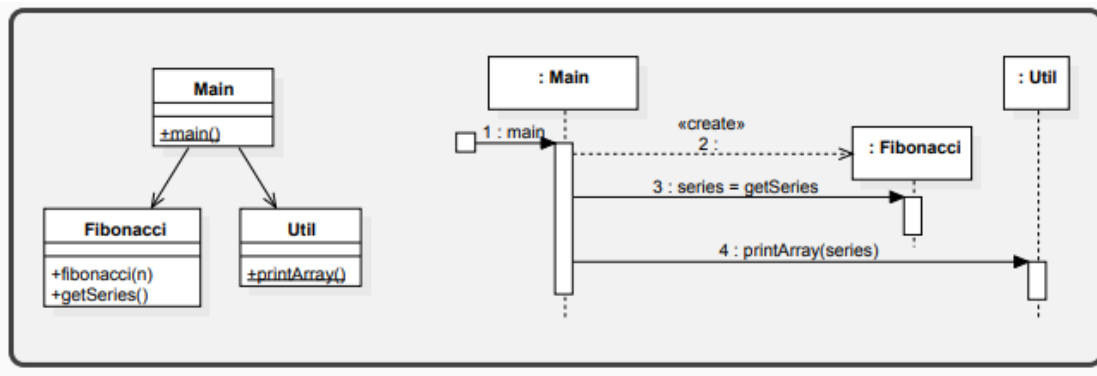 Main
+main()
Fibonacci
+fibonacci(n)
+getSeries()
Util
+printArray()
: Main
: Util
1 : main
«create»
2 :
: Fibonacci
3 : series = getSeries
4 : printArray(series)